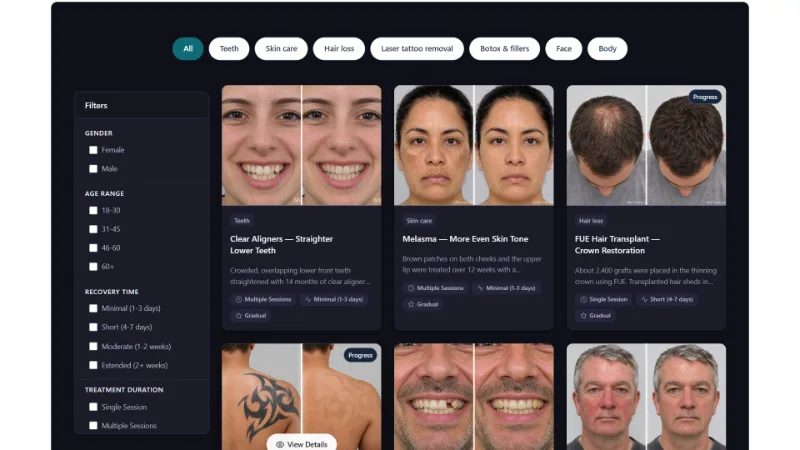 All
Teeth
Skin care
Hair loss
Laser tattoo removal
Botox & fillers
Face
Body
Filters
GENDER
Female
Male
AGE RANGE
18-30
31-45
46-60
60+
RECOVERY TIME
Minimal (1-3 days)
Short (4-7 days)
Moderate (1-2 weeks)
Extended (2+ weeks)
TREATMENT DURATION
Single Session
Multiple Sessions
Teeth
Clear Aligners — Straighter
Lower Teeth
Crowded, overlapping lower front teeth
straightened with 14 months of clear aligner...
Multiple Sessions
Minimal (1-3 days)
Gradual
Skin care
Melasma — More Even Skin Tone
Brown patches on both cheeks and the upper
lip were treated over 12 weeks with a...
Multiple Sessions
Minimal (1-3 days)
Gradual
Progress
Hair loss
FUE Hair Transplant —
Crown Restoration
About 2,400 grafts were placed in the thinning
crown using FUE. Transplanted hair sheds in...
Single Session
Short (4-7 days)
Gradual
Progress
View Details